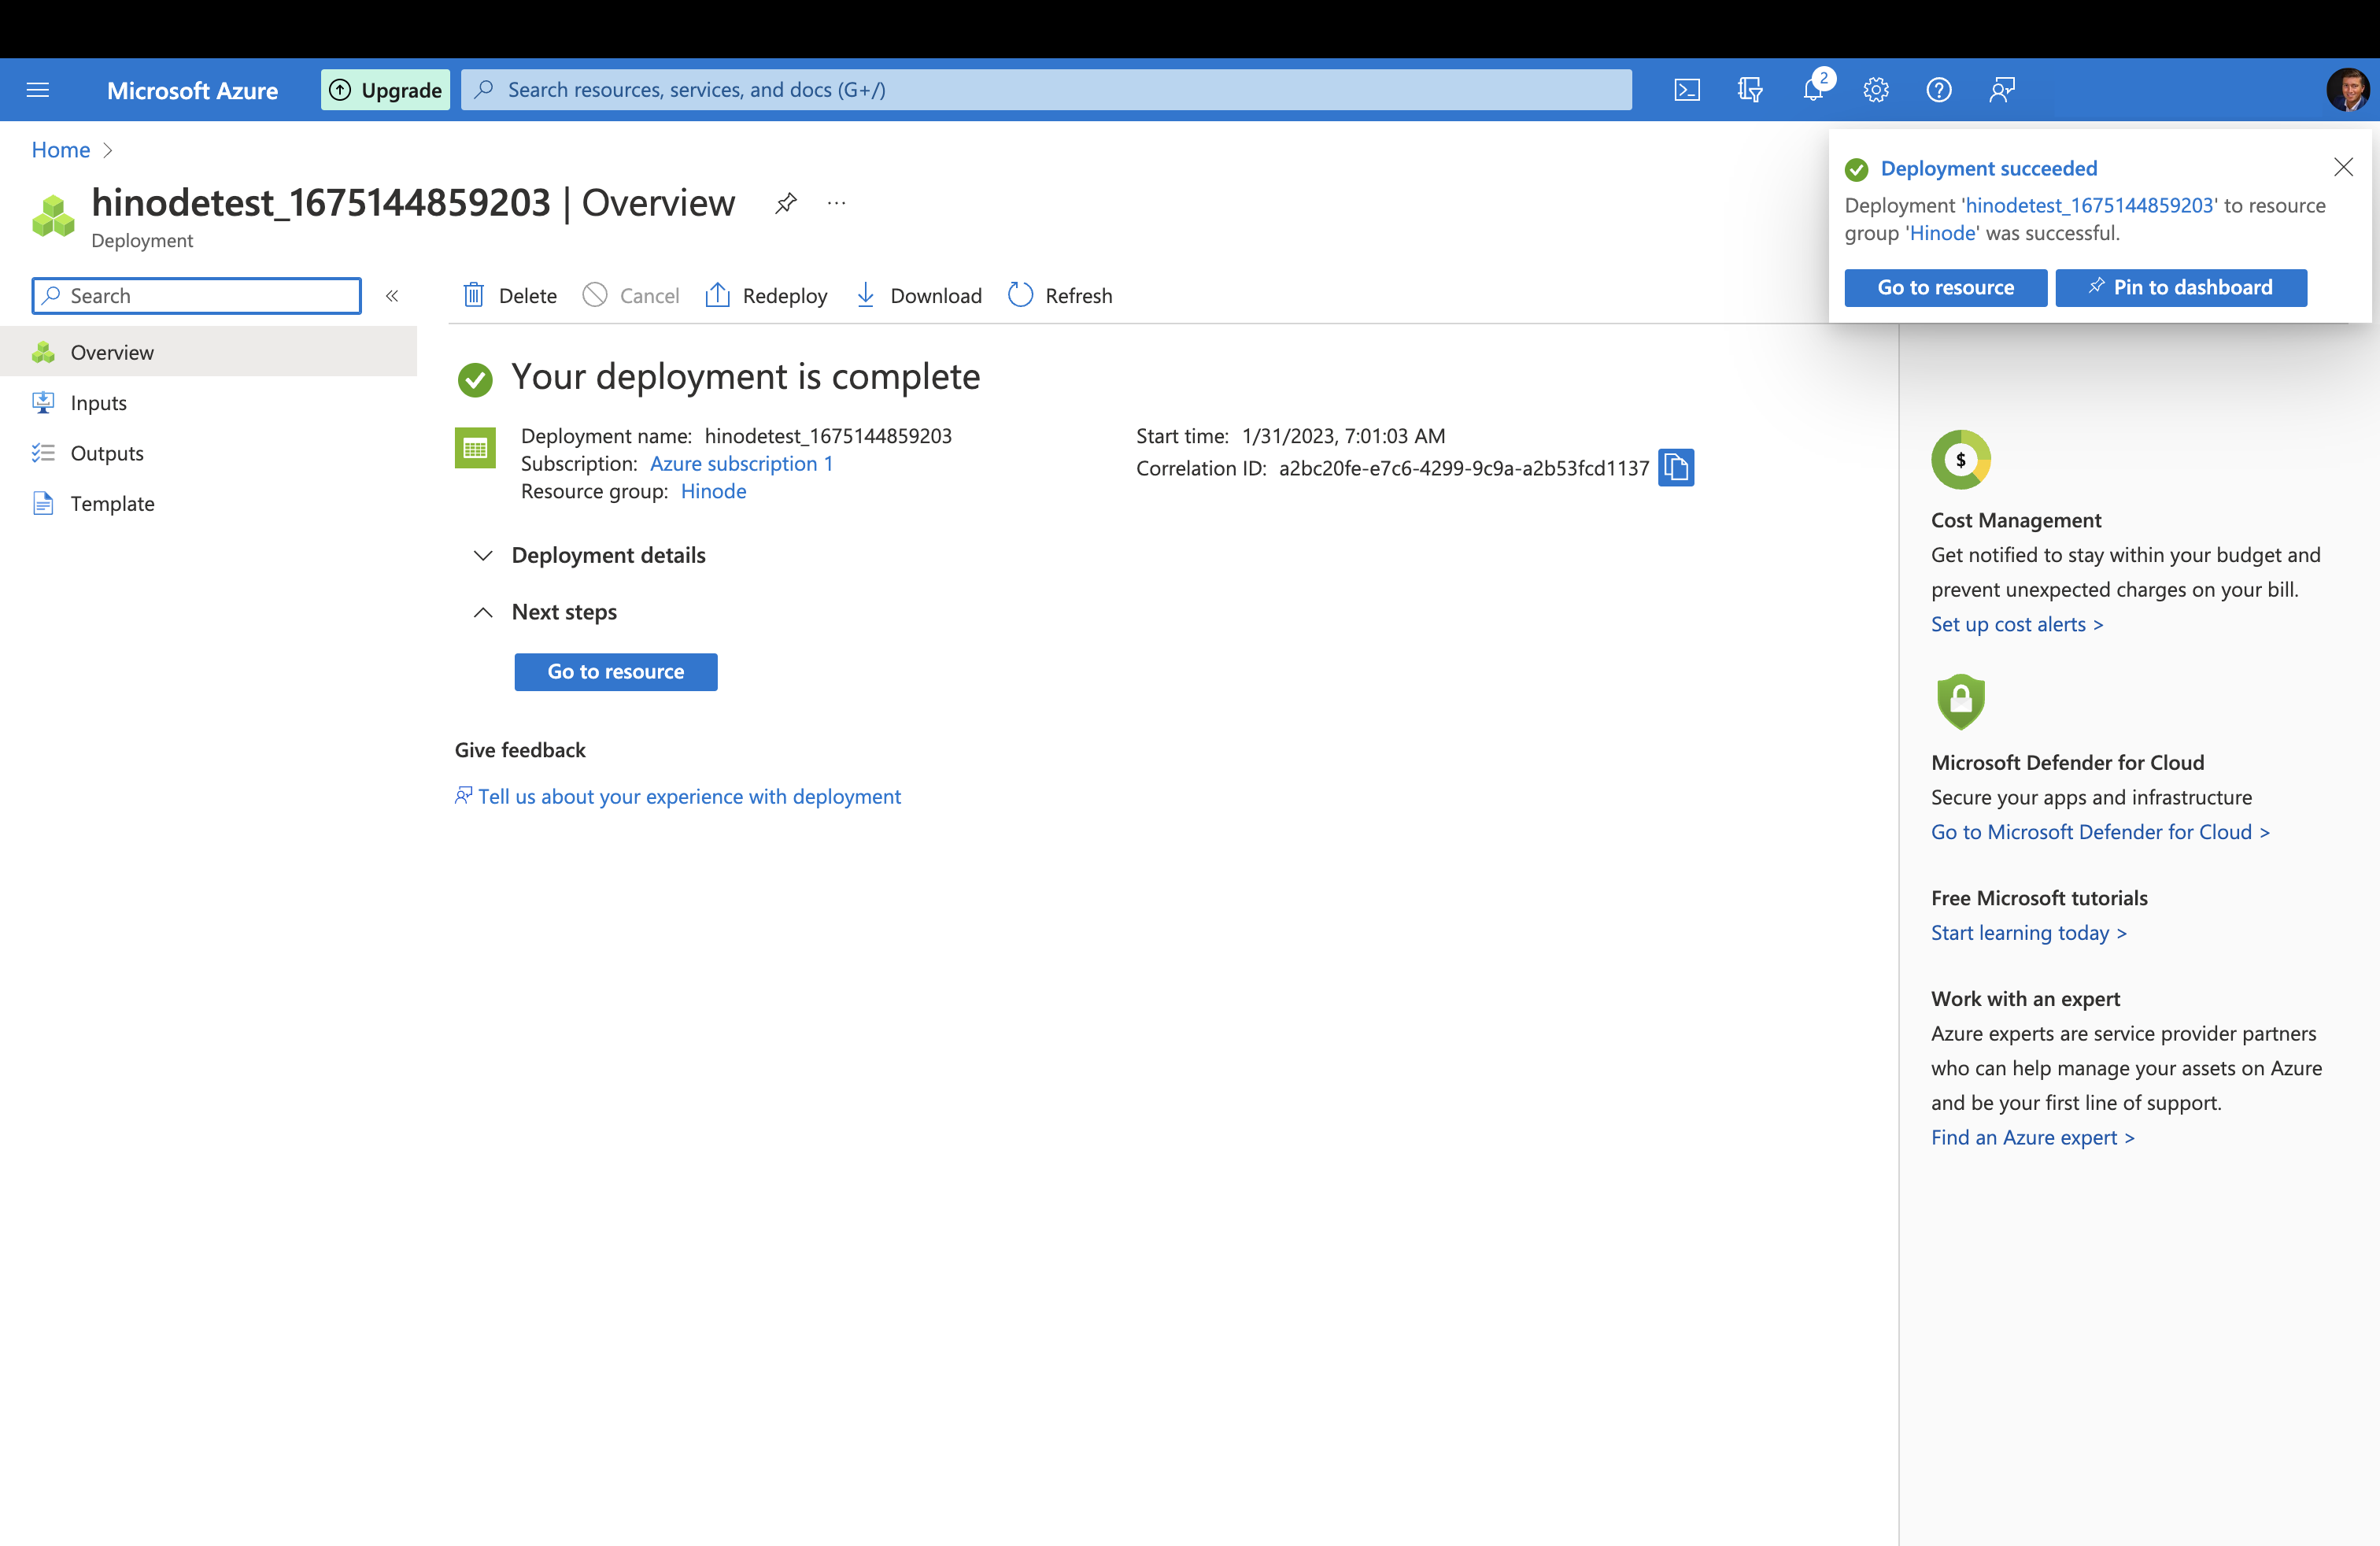 Microsoft Azure
Upgrade
Search resources, services, and docs (G+/)
2
Home
hinodetest_1675144859203 | Overview
Deployment
Search
Overview
Inputs
Outputs
Template
Delete
Cancel
Redeploy
Download
Refresh
Your deployment is complete
Deployment name: hinodetest_1675144859203
Subscription: Azure subscription 1
Resource group: Hinode
Start time: 1/31/2023, 7:01:03 AM
Correlation ID: a2bc20fe-e7c6-4299-9c9a-a2b53fcd1137
Deployment details
Next steps
Go to resource
Give feedback
Tell us about your experience with deployment
Deployment succeeded
Deployment 'hinodetest_1675144859203' to resource
group 'Hinode' was successful.
Go to resource
Pin to dashboard
$
Cost Management
Get notified to stay within your budget and
prevent unexpected charges on your bill.
Set up cost alerts >
Microsoft Defender for Cloud
Secure your apps and infrastructure
Go to Microsoft Defender for Cloud >
Free Microsoft tutorials
Start learning today >
Work with an expert
Azure experts are service provider partners
who can help manage your assets on Azure
and be your first line of support.
Find an Azure expert >